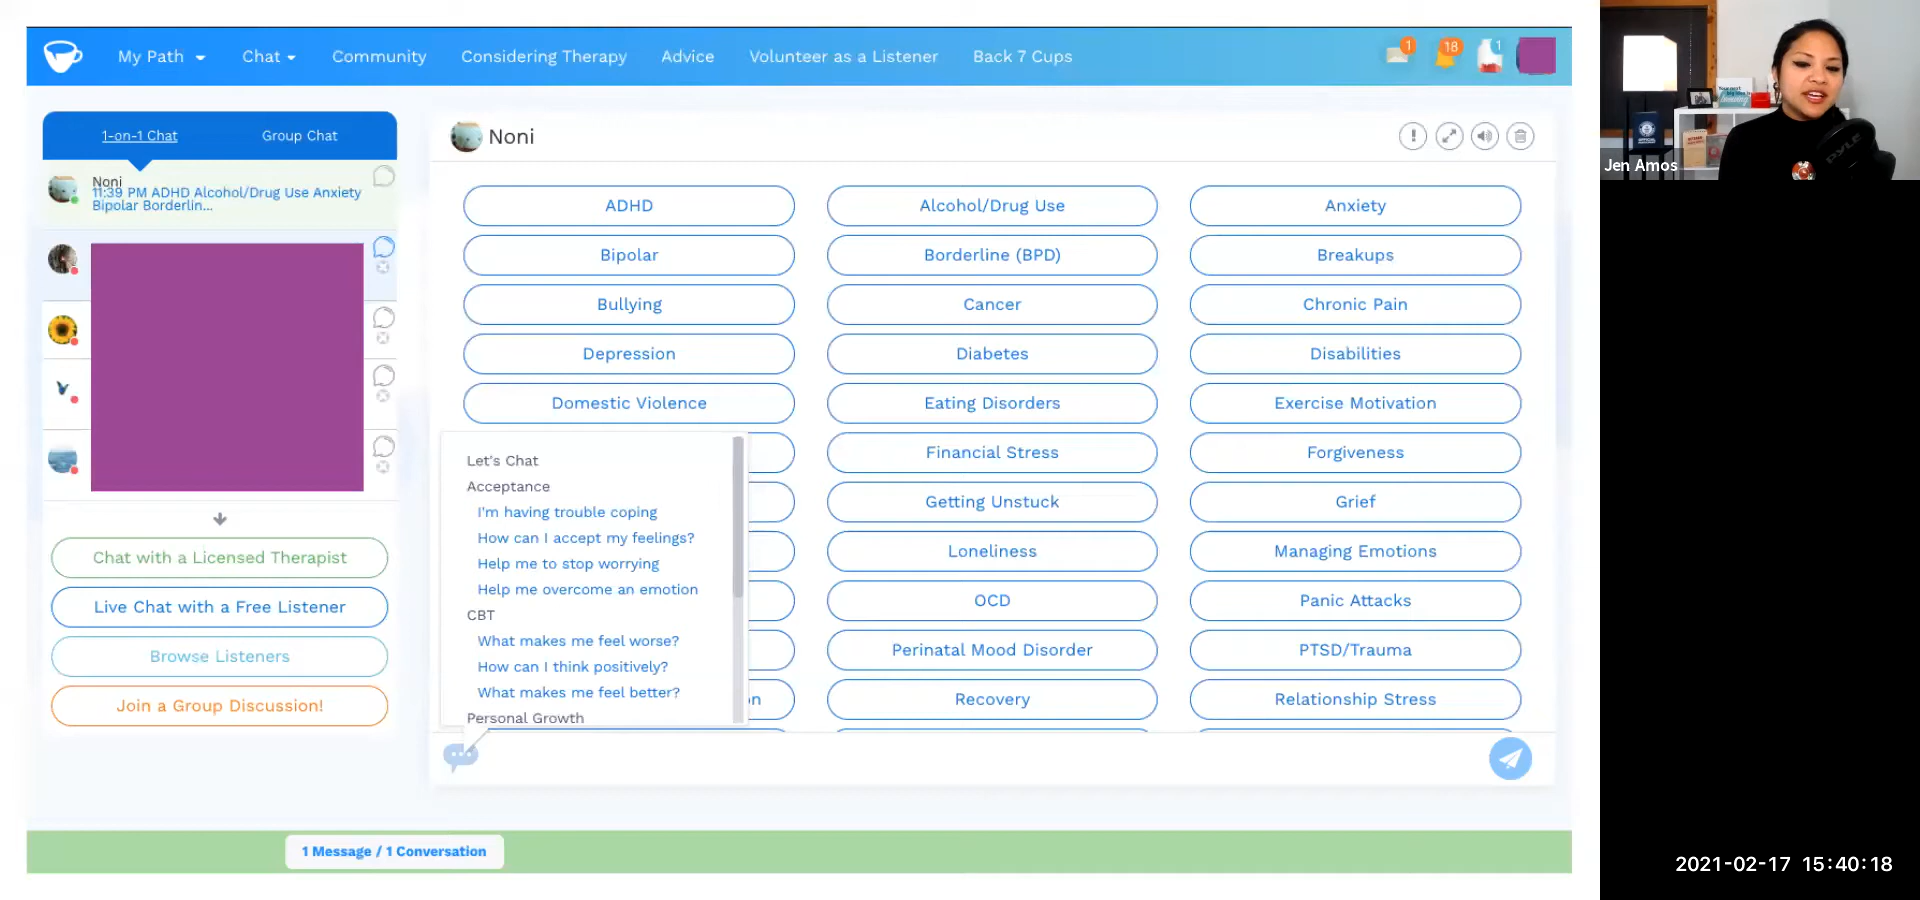 My Path Chat Community Considering Therapy Advice Volunteer as a Listener Back 7 Cups 1 18 1
1-on-1 Chat Group Chat
Noni
11:39 PM ADHD Alcohol/Drug Use Anxiety
Bipolar Borderlin...
Chat with a Licensed Therapist
Live Chat with a Free Listener
Browse Listeners
Join a Group Discussion!
Noni
ADHD Alcohol/Drug Use Anxiety
Bipolar Borderline (BPD) Breakups
Bullying Cancer Chronic Pain
Depression Diabetes Disabilities
Domestic Violence Eating Disorders Exercise Motivation
Financial Stress Forgiveness
Getting Unstuck Grief
Loneliness Managing Emotions
OCD Panic Attacks
Perinatal Mood Disorder PTSD/Trauma
n Recovery Relationship Stress
Let's Chat
Acceptance
I'm having trouble coping
How can I accept my feelings?
Help me to stop worrying
Help me overcome an emotion
CBT
What makes me feel worse?
How can I think positively?
What makes me feel better?
Personal Growth
1 Message / 1 Conversation
Jen Amos
PYLE
2021-02-17 15:40:18